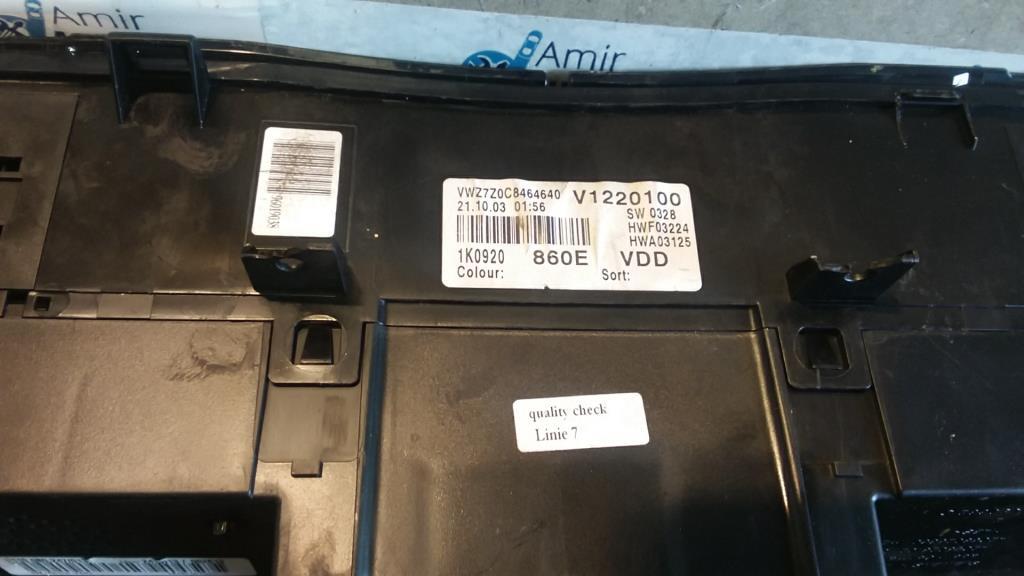 Amir
Amir
VWZ7Z0C8464640 V1220100
21.10.03 01:56 SW 0328
HWF03224
HWA03125
1K0920 860E VDD
Colour: Sort:
quality check
Linie 7